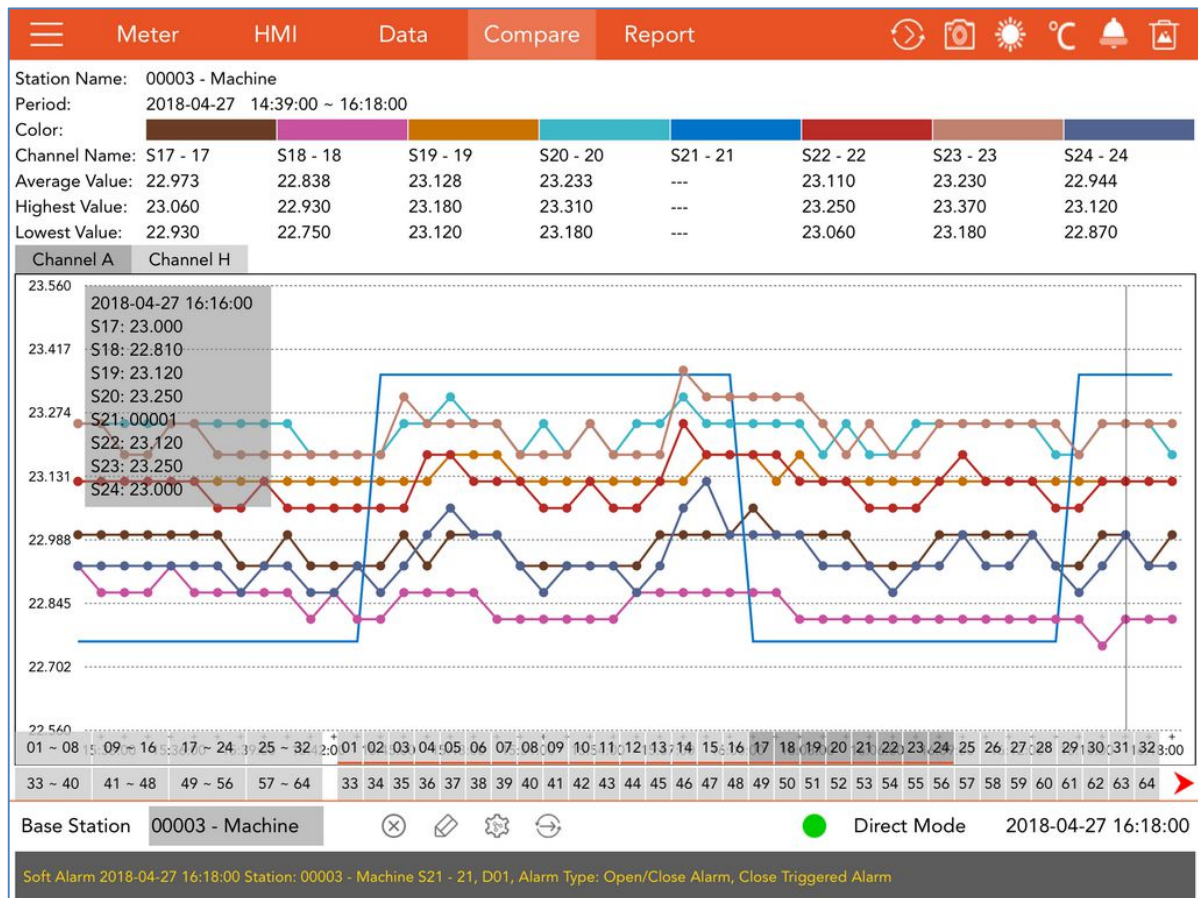 Meter HMI Data Compare Report ℃
Station Name: 00003 - Machine
Period: 2018-04-27 14:39:00 ~ 16:18:00
Color:
Channel Name: S17 - 17 S18 - 18 S19 - 19 S20 - 20 S21 - 21 S22 - 22 S23 - 23 S24 - 24
Average Value: 22.973 22.838 23.128 23.233 --- 23.110 23.230 22.944
Highest Value: 23.060 22.930 23.180 23.310 --- 23.250 23.370 23.120
Lowest Value: 22.930 22.750 23.120 23.180 --- 23.060 23.180 22.870
Channel A Channel H
23.560
2018-04-27 16:16:00
S17: 23.000
23.417 S18: 22.810
S19: 23.120
S20: 23.250
23.274 S21: 00001
S22: 23.120
S23: 23.250
23.131 S24: 23.000
22.988
22.845
22.702
22.560
01 ~ 08 09 ~ 16 17 ~ 24 25 ~ 32 01 02 03 04 05 06 07 08 09 10 11 12 13 14 15 16 17 18 19 20 21 22 23 24 25 26 27 28 29 30 31 32
33 ~ 40 41 ~ 48 49 ~ 56 57 ~ 64 33 34 35 36 37 38 39 40 41 42 43 44 45 46 47 48 49 50 51 52 53 54 55 56 57 58 59 60 61 62 63 64
Base Station 00003 - Machine Direct Mode 2018-04-27 16:18:00
Soft Alarm 2018-04-27 16:18:00 Station: 00003 - Machine S21 - 21, D01, Alarm Type: Open/Close Alarm, Close Triggered Alarm